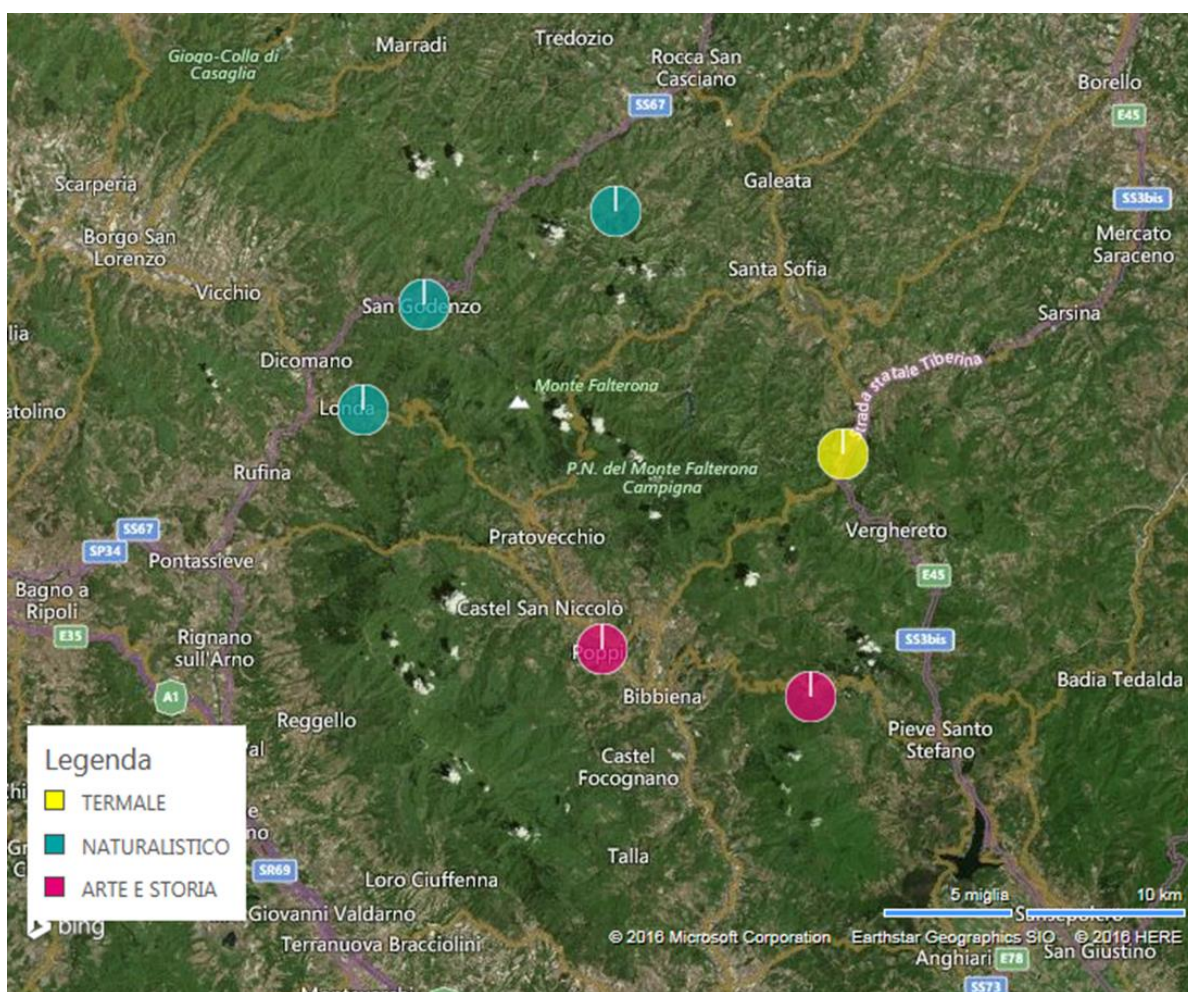 Giogo-Colla di
Casaglia
Marradi
Tredozio
Rocca San
Casciano
SS67
Borello
E45
Scarperia
Galeata
SS3bis
Borgo San
Lorenzo
Mercato
Saraceno
Vicchio
Santa Sofia
San Godenzo
Sarsina
lia
Dicomano
Strada statale Tiberina
Monte Falterona
atolino
Londa
Rufina
P.N. del Monte Falterona
Campigna
SS67
SP34
Pratovecchio
Verghereto
Pontassieve
E45
Bagno a
Ripoli
Castel San Niccolò
E35
Rignano
sull'Arno
SS3bis
Poppi
A1
Bibbiena
Badia Tedalda
Reggello
Pieve Santo
Stefano
Val
Castel
Focognano
Legenda
TERMALE
NATURALISTICO
ARTE E STORIA
Talla
SR69
Loro Ciuffenna
5 miglia
10 km
Giovanni Valdarno
Sansepolcro
bing
© 2016 Microsoft Corporation Earthstar Geographics SIO © 2016 HERE
Terranuova Bracciolini
Anghiari
E78
San Giustino
SS73